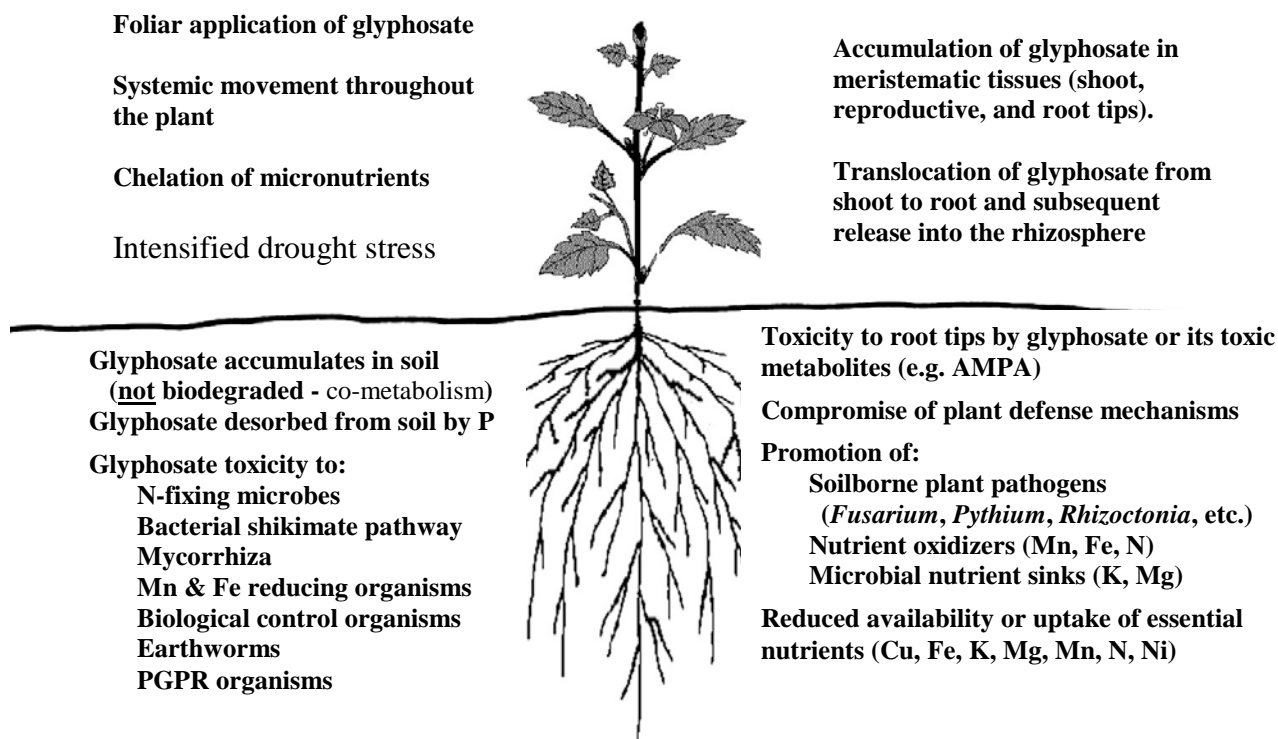 Foliar application of glyphosate
Systemic movement throughout
the plant
Chelation of micronutrients
Intensified drought stress
Accumulation of glyphosate in
meristematic tissues (shoot,
reproductive, and root tips).
Translocation of glyphosate from
shoot to root and subsequent
release into the rhizosphere
Glyphosate accumulates in soil
(not biodegraded - co-metabolism)
Glyphosate desorbed from soil by P
Glyphosate toxicity to:
N-fixing microbes
Bacterial shikimate pathway
Mycorrhiza
Mn & Fe reducing organisms
Biological control organisms
Earthworms
PGPR organisms
Toxicity to root tips by glyphosate or its toxic
metabolites (e.g. AMPA)
Compromise of plant defense mechanisms
Promotion of:
Soilborne plant pathogens
(Fusarium, Pythium, Rhizoctonia, etc.)
Nutrient oxidizers (Mn, Fe, N)
Microbial nutrient sinks (K, Mg)
Reduced availability or uptake of essential
nutrients (Cu, Fe, K, Mg, Mn, N, Ni)